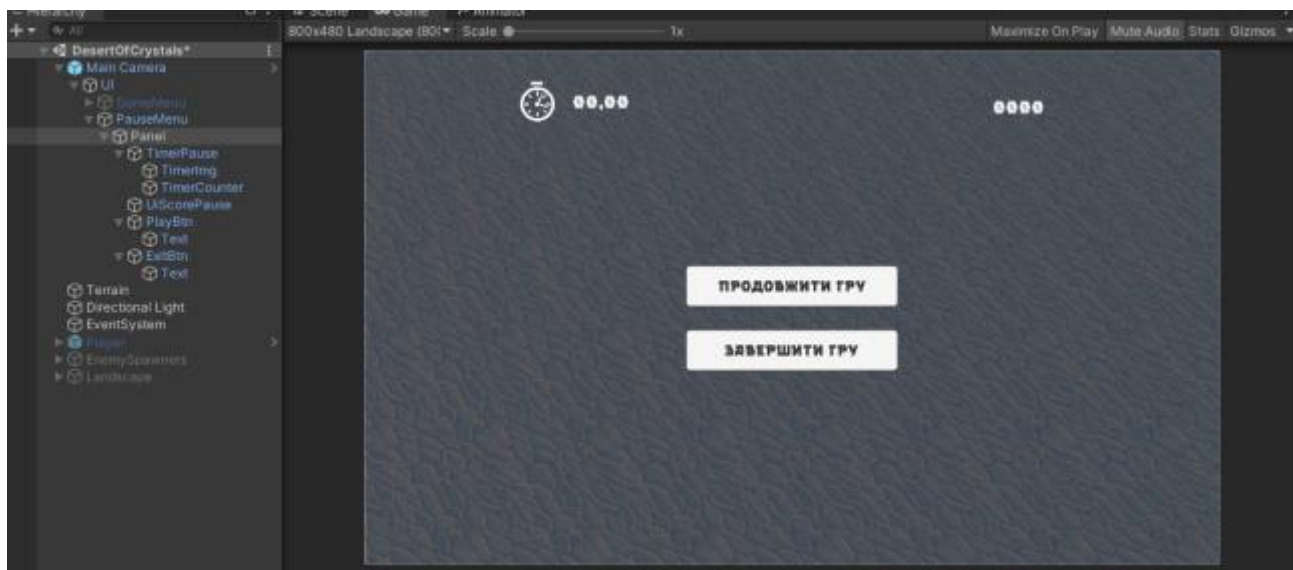 Hierarchy
Scene
Game
Animator
All
800x480 Landscape (80(
Scale
1x
Maximize On Play
Mute Audio
Stats
Gizmos
DesertOfCrystals*
Main Camera
UI
GameMenu
PauseMenu
Panel
TimerPause
TimerImg
TimerCounter
UiScorePause
PlayBtn
Text
ExitBtn
Text
Terrain
Directional Light
EventSystem
Player
EnemySpawners
Landscape
00,00
0000
ПРОДОВЖИТИ ГРУ
ЗАВЕРШИТИ ГРУ